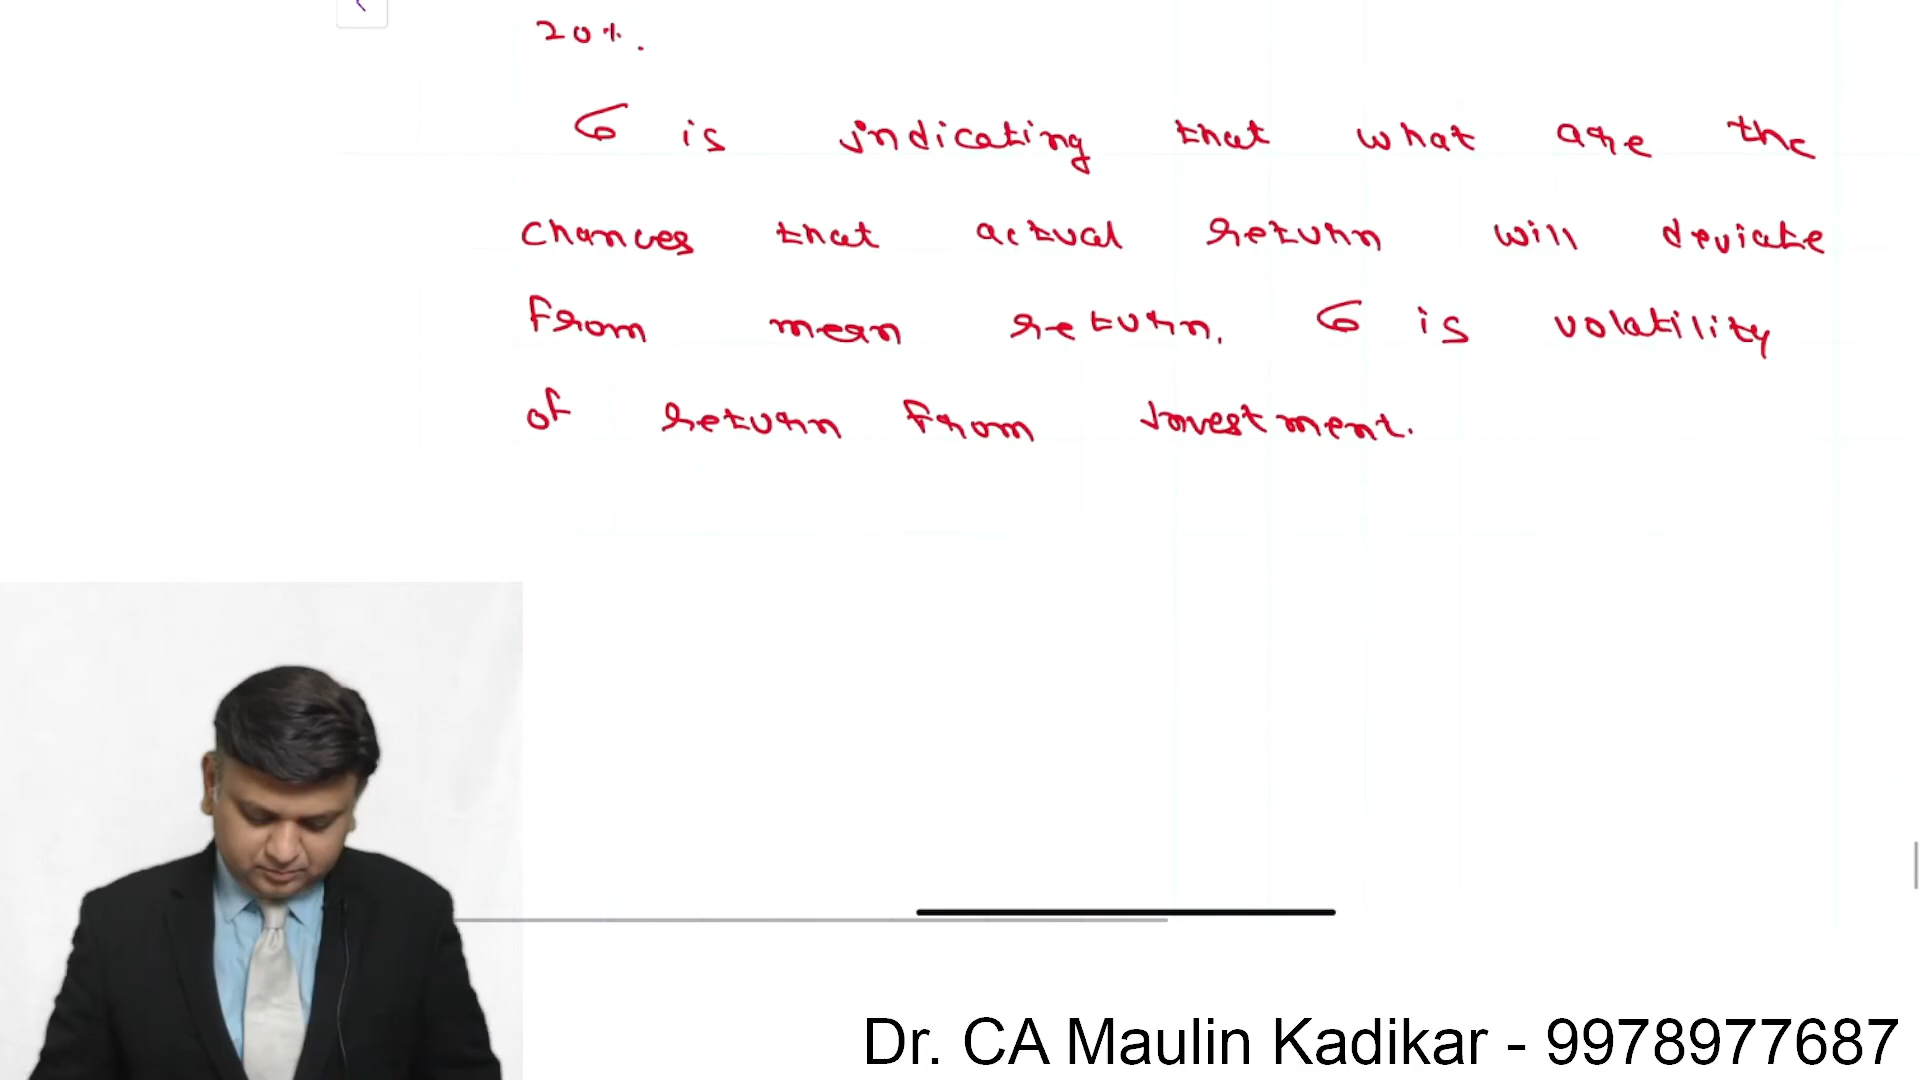 20%.
σ is indicating that what are the
chances that actual return will deviate
from mean return. σ is volatility
of return from investment.
Dr. CA Maulin Kadikar - 9978977687